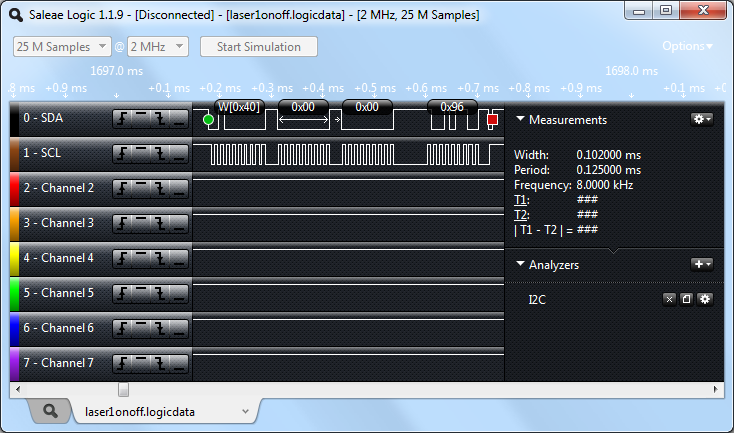 Saleae Logic 1.1.9 - [Disconnected] - [laser1onoff.logicdata] - [2 MHz, 25 M Samples]
25 M Samples @ 2 MHz Start Simulation Options
1697.0 ms 1698.0 ms
.8 ms +0.9 ms +0.1 ms +0.2 ms +0.3 ms +0.4 ms +0.5 ms +0.6 ms +0.7 ms +0.8 ms +0.9 ms +0.1 ms
0 - SDA W[0x40] 0x00 0x00 0x96
1 - SCL
2 - Channel 2
3 - Channel 3
4 - Channel 4
5 - Channel 5
6 - Channel 6
7 - Channel 7
Measurements
Width: 0.102000 ms
Period: 0.125000 ms
Frequency: 8.0000 kHz
T1: ###
T2: ###
| T1 - T2 | = ###
Analyzers
I2C
laser1onoff.logicdata